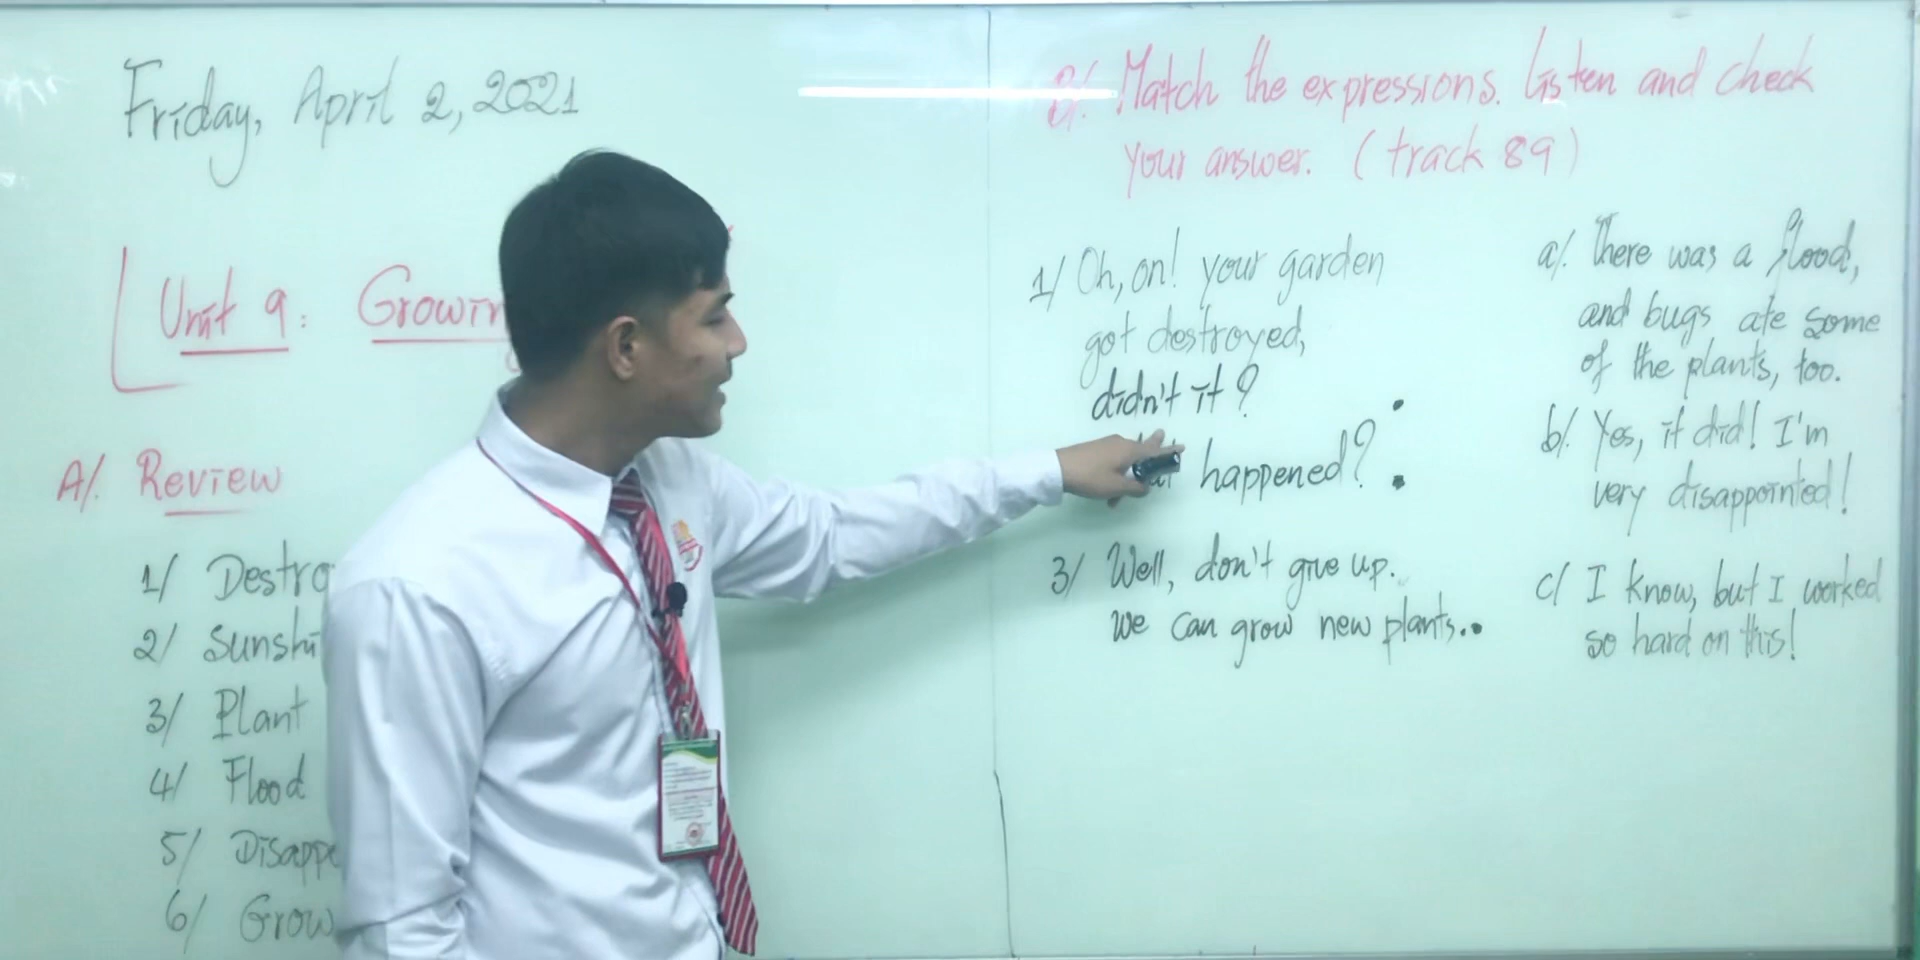 Friday, April 2, 2021
Unit 9: Growin
A/. Review
1/ Destro
2/ Sunshi
3/ Plant
4/ Flood
5/ Disappo
6/ Grow
B/. Match the expressions. Listen and check
your answer. (track 89)
1/ Oh, on! your garden
got destroyed,
didn't it?
happened?
3/ Well, don't give up.
we can grow new plants.
a/. There was a flood,
and bugs ate some
of the plants, too.
b/. Yes, it did! I'm
very disappointed!
c/ I know, but I worked
so hard on this!